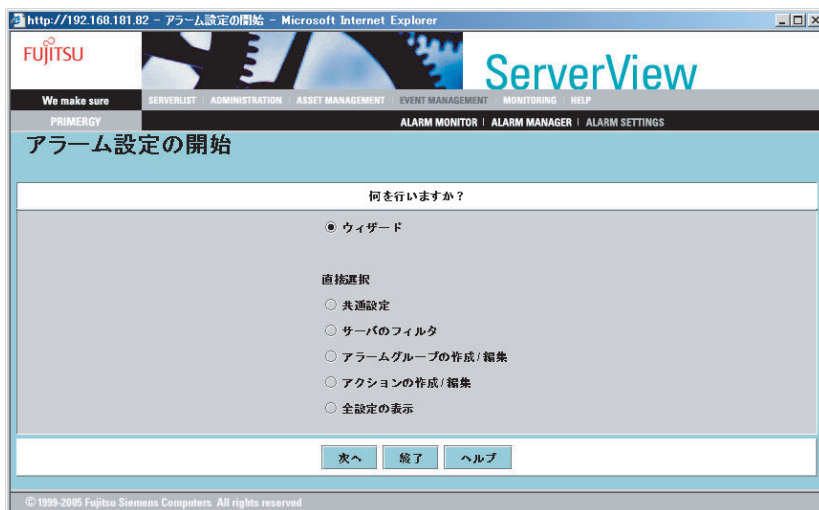 http://192.168.181.82 - アラーム設定の開始 - Microsoft Internet Explorer
FUJITSU
ServerView
We make sure
SERVERLIST | ADMINISTRATION | ASSET MANAGEMENT | EVENT MANAGEMENT | MONITORING | HELP
PRIMERGY
ALARM MONITOR | ALARM MANAGER | ALARM SETTINGS
アラーム設定の開始
何を行いますか?
ウィザード
直接選択
共通設定
サーバのフィルタ
アラームグループの作成/編集
アクションの作成/編集
全設定の表示
次へ 終了 ヘルプ
© 1999-2005 Fujitsu Siemens Computers All rights reserved